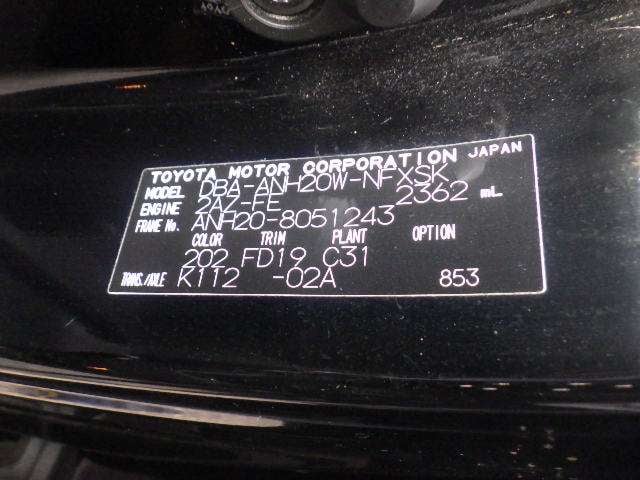 TOYOTA MOTOR CORPORATION JAPAN
MODEL DBA-ANH20W-NFXSK
ENGINE 2AZ-FE 2362 mL
FRAME No. ANH20-8051243
COLOR TRIM PLANT OPTION
202 FD19 C31
TRANS./AXLE K112 -02A 853